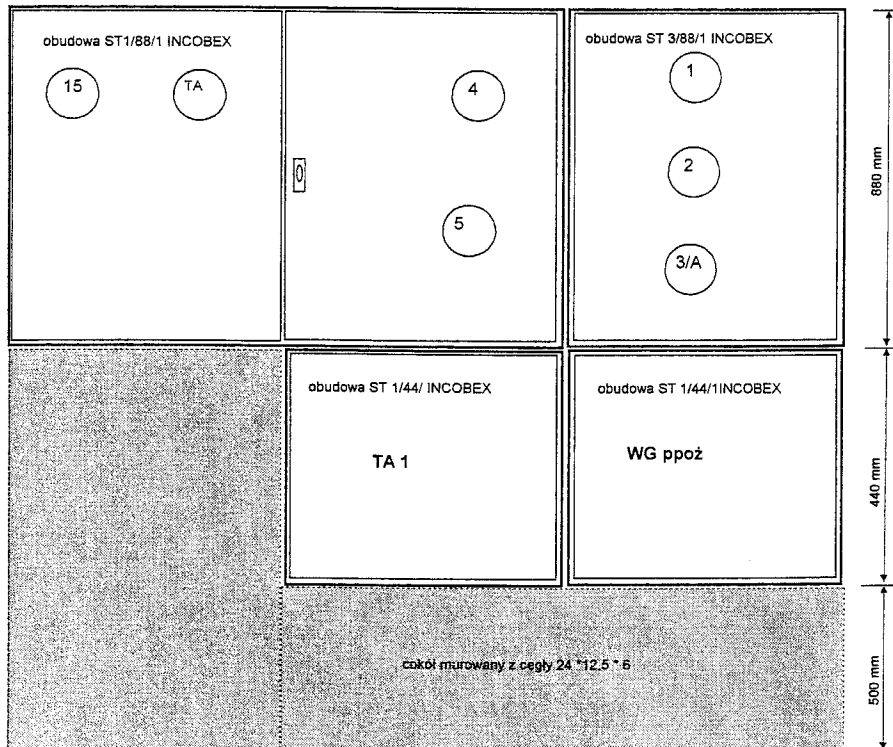 obudowa ST1/88/1 INCOBEX
15
TA
4
5
obudowa ST 3/88/1 INCOBEX
1
2
3/A
880 mm
obudowa ST 1/44/ INCOBEX
TA 1
obudowa ST 1/44/1INCOBEX
WG ppoż
440 mm
cokół murowany z cegły 24 *12,5 * 6
500 mm